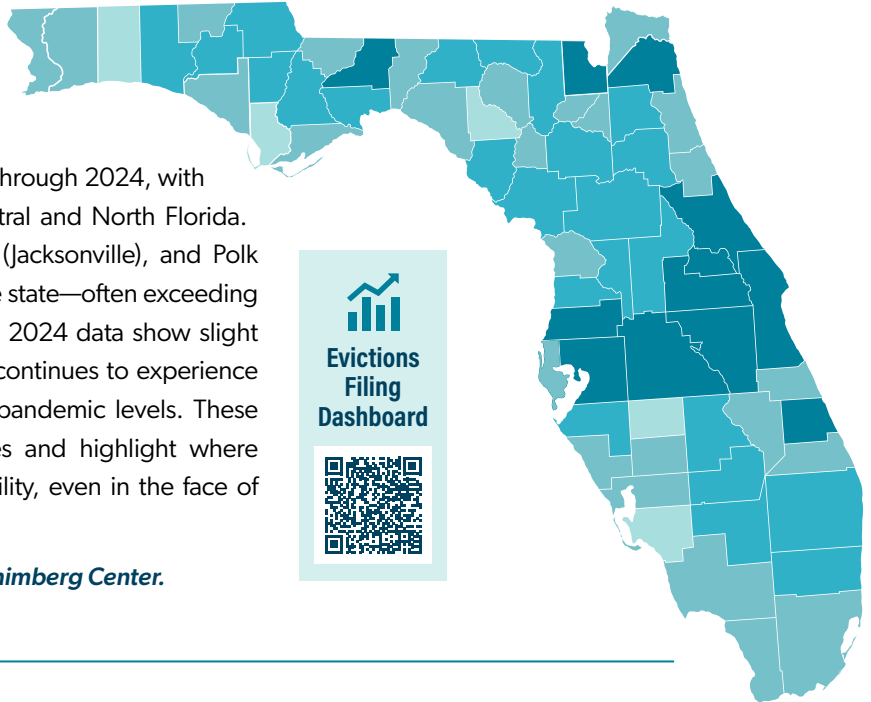 hrough 2024, with
tral and North Florida.
(Jacksonville), and Polk
e state—often exceeding
2024 data show slight
continues to experience
pandemic levels. These
es and highlight where
ility, even in the face of
himberg Center.
Evictions
Filing
Dashboard